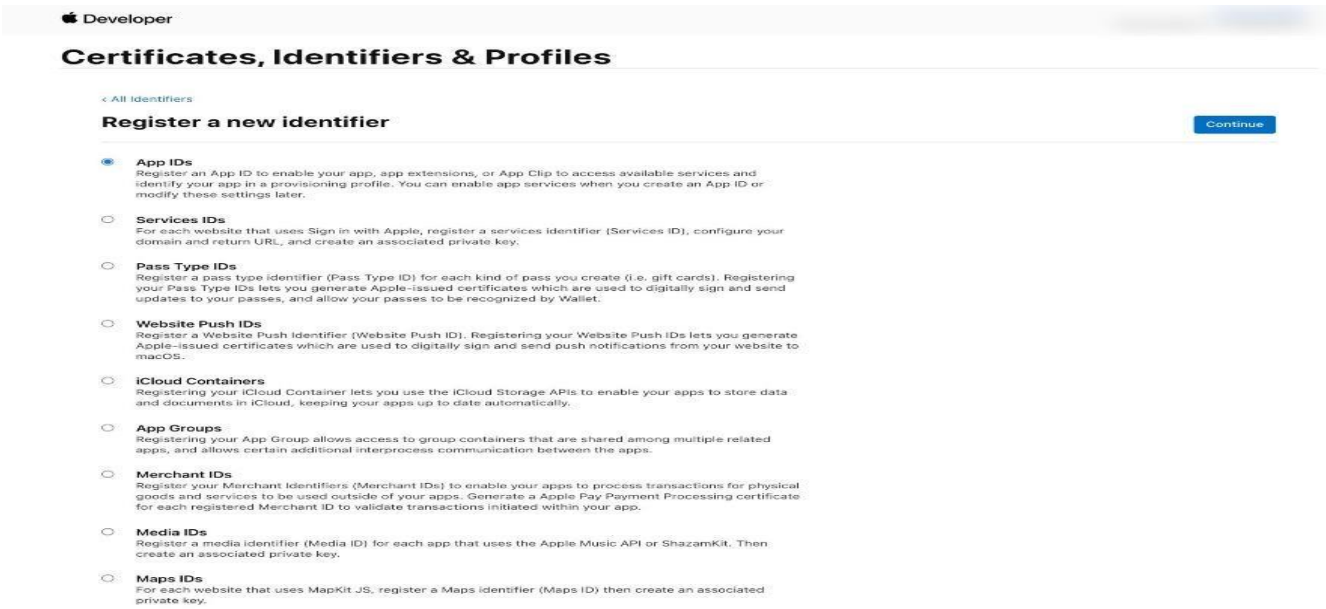 Developer
Certificates, Identifiers & Profiles
< All Identifiers
Register a new identifier
Continue
App IDs
Register an App ID to enable your app, app extensions, or App Clip to access available services and
identify your app in a provisioning profile. You can enable app services when you create an App ID or
modify these settings later.
Services IDs
For each website that uses Sign in with Apple, register a services identifier (Services ID), configure your
domain and return URL, and create an associated private key.
Pass Type IDs
Register a pass type identifier (Pass Type ID) for each kind of pass you create (i.e. gift cards). Registering
your Pass Type IDs lets you generate Apple-issued certificates which are used to digitally sign and send
updates to your passes, and allow your passes to be recognized by Wallet.
Website Push IDs
Register a Website Push Identifier (Website Push ID). Registering your Website Push IDs lets you generate
Apple-issued certificates which are used to digitally sign and send push notifications from your website to
macOS.
iCloud Containers
Registering your iCloud Container lets you use the iCloud Storage APIs to enable your apps to store data
and documents in iCloud, keeping your apps up to date automatically.
App Groups
Registering your App Group allows access to group containers that are shared among multiple related
apps, and allows certain additional interprocess communication between the apps.
Merchant IDs
Register your Merchant Identifiers (Merchant IDs) to enable your apps to process transactions for physical
goods and services to be used outside of your apps. Generate a Apple Pay Payment Processing certificate
for each registered Merchant ID to validate transactions initiated within your app.
Media IDs
Register a media identifier (Media ID) for each app that uses the Apple Music API or ShazamKit. Then
create an associated private key.
Maps IDs
For each website that uses MapKit JS, register a Maps identifier (Maps ID) then create an associated
private key.